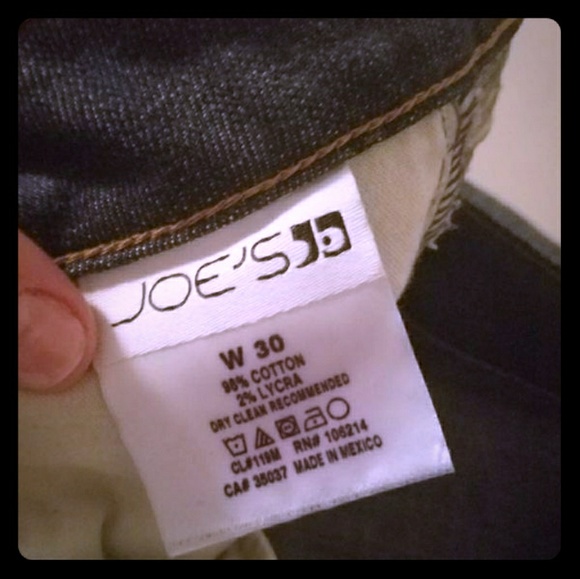 JOE'S
W 30
98% COTTON
2% LYCRA
DRY CLEAN RECOMMENDED
CL#119M RN# 106214
CA# 35037 MADE IN MEXICO